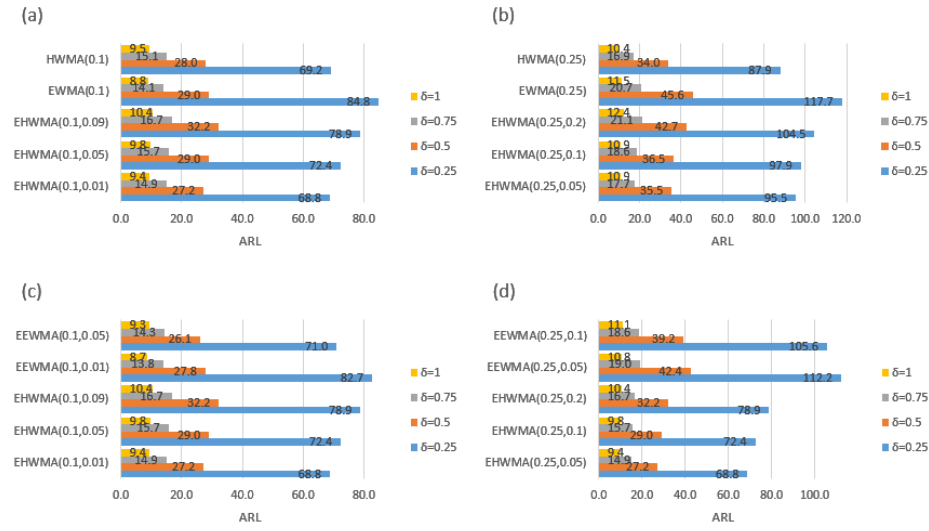 (a)
HWMA(0.1)
9.5
15.1
28.0
69.2
EWMA(0.1)
8.8
14.1
29.0
84.8
EHWMA(0.1,0.09)
10.4
16.7
32.2
78.9
EHWMA(0.1,0.05)
9.8
15.7
29.0
72.4
EHWMA(0.1,0.01)
9.4
14.9
27.2
68.8
0.0 20.0 40.0 60.0 80.0
ARL
δ=1
δ=0.75
δ=0.5
δ=0.25
(b)
HWMA(0.25)
10.4
16.9
34.0
87.9
EWMA(0.25)
11.5
20.7
45.6
117.7
EHWMA(0.25,0.2)
12.4
21.1
42.7
104.5
EHWMA(0.25,0.1)
10.9
18.6
36.5
97.9
EHWMA(0.25,0.05)
10.9
17.7
35.5
95.5
0.0 20.0 40.0 60.0 80.0 100.0 120.0
ARL
δ=1
δ=0.75
δ=0.5
δ=0.25
(c)
EEWMA(0.1,0.05)
9.3
14.3
26.1
71.0
EEWMA(0.1,0.01)
8.7
13.8
27.8
82.7
EHWMA(0.1,0.09)
10.4
16.7
32.2
78.9
EHWMA(0.1,0.05)
9.8
15.7
29.0
72.4
EHWMA(0.1,0.01)
9.4
14.9
27.2
68.8
0.0 20.0 40.0 60.0 80.0
ARL
δ=1
δ=0.75
δ=0.5
δ=0.25
(d)
EEWMA(0.25,0.1)
11.1
18.6
39.2
105.6
EEWMA(0.25,0.05)
10.8
19.0
42.4
112.2
EHWMA(0.25,0.2)
10.4
16.7
32.2
78.9
EHWMA(0.25,0.1)
9.8
15.7
29.0
72.4
EHWMA(0.25,0.05)
9.4
14.9
27.2
68.8
0.0 20.0 40.0 60.0 80.0 100.0
ARL
δ=1
δ=0.75
δ=0.5
δ=0.25